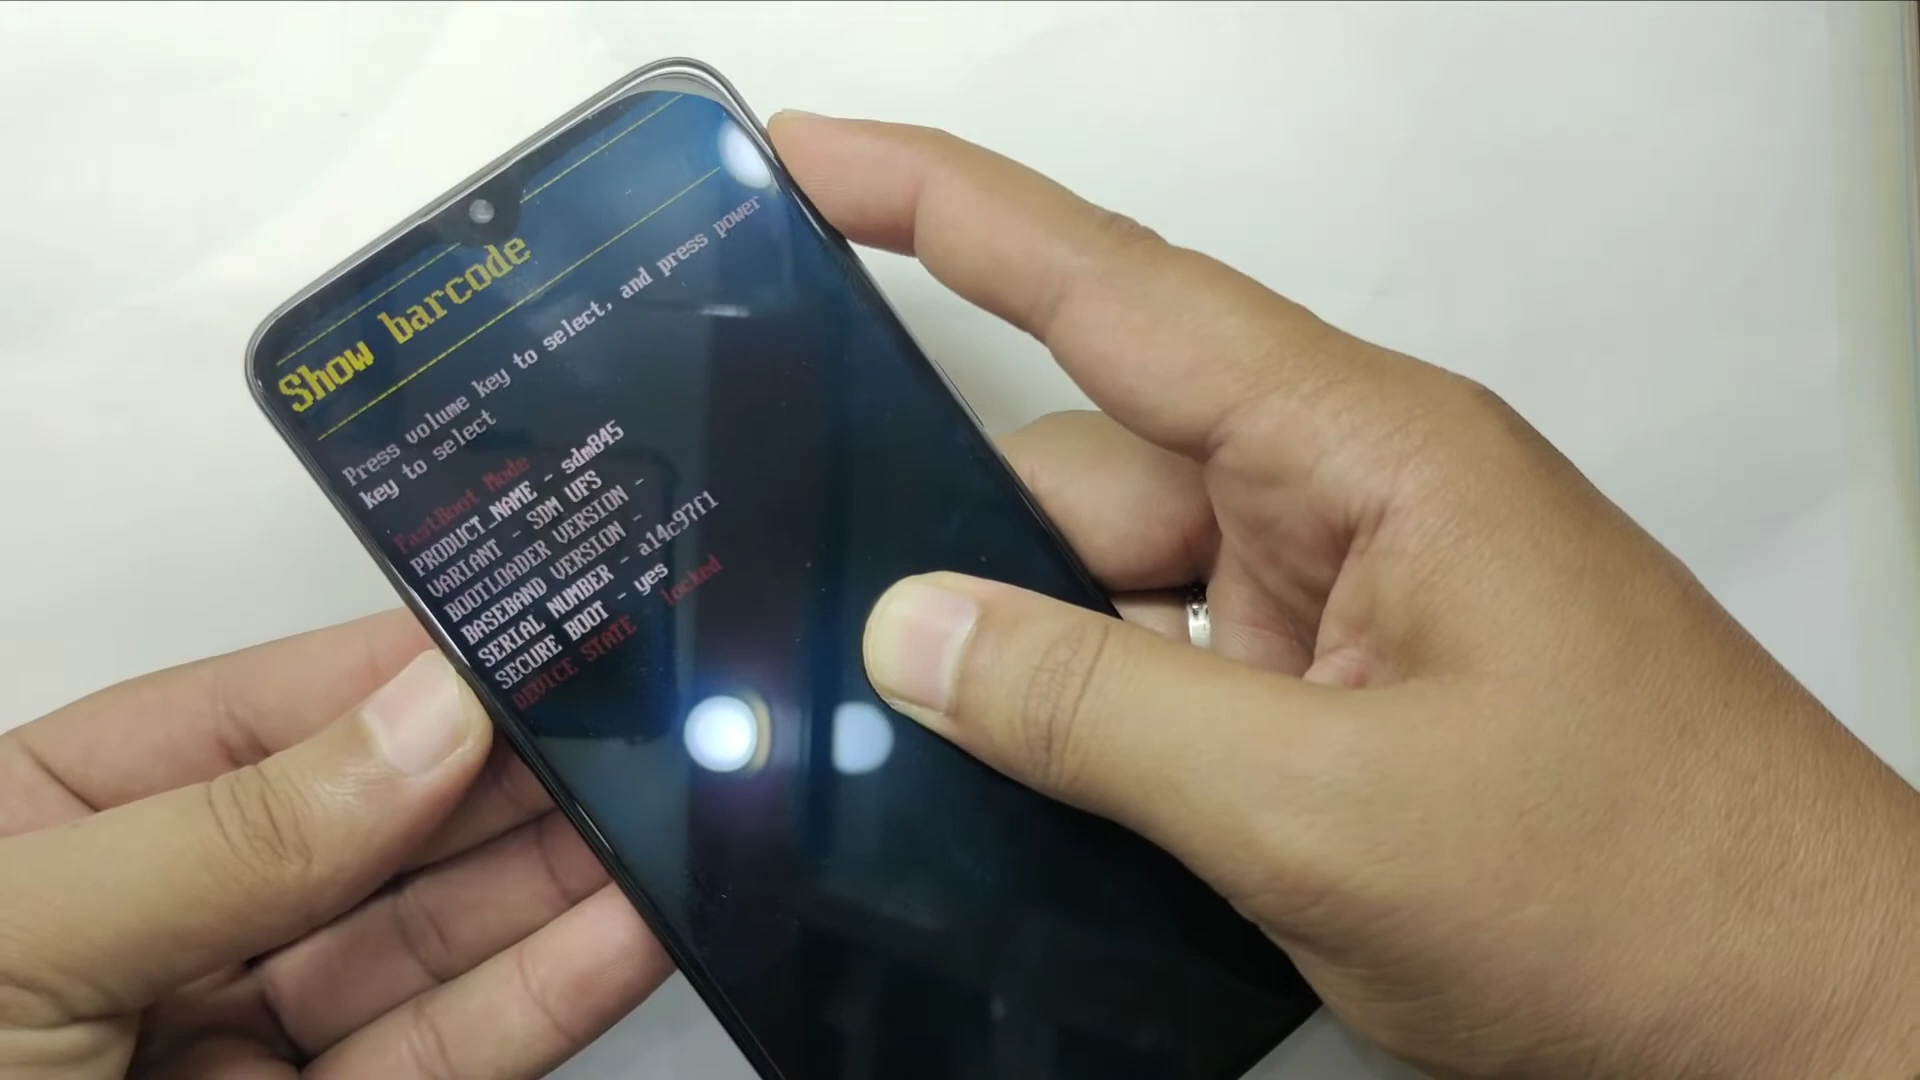 Show barcode
Press volume key to select, and press power
key to select
FastBoot Mode
PRODUCT_NAME - sdm845
VARIANT - SDM UFS
BOOTLOADER VERSION -
BASEBAND VERSION -
SERIAL NUMBER - a14c97f1
SECURE BOOT - yes
DEVICE STATE - locked